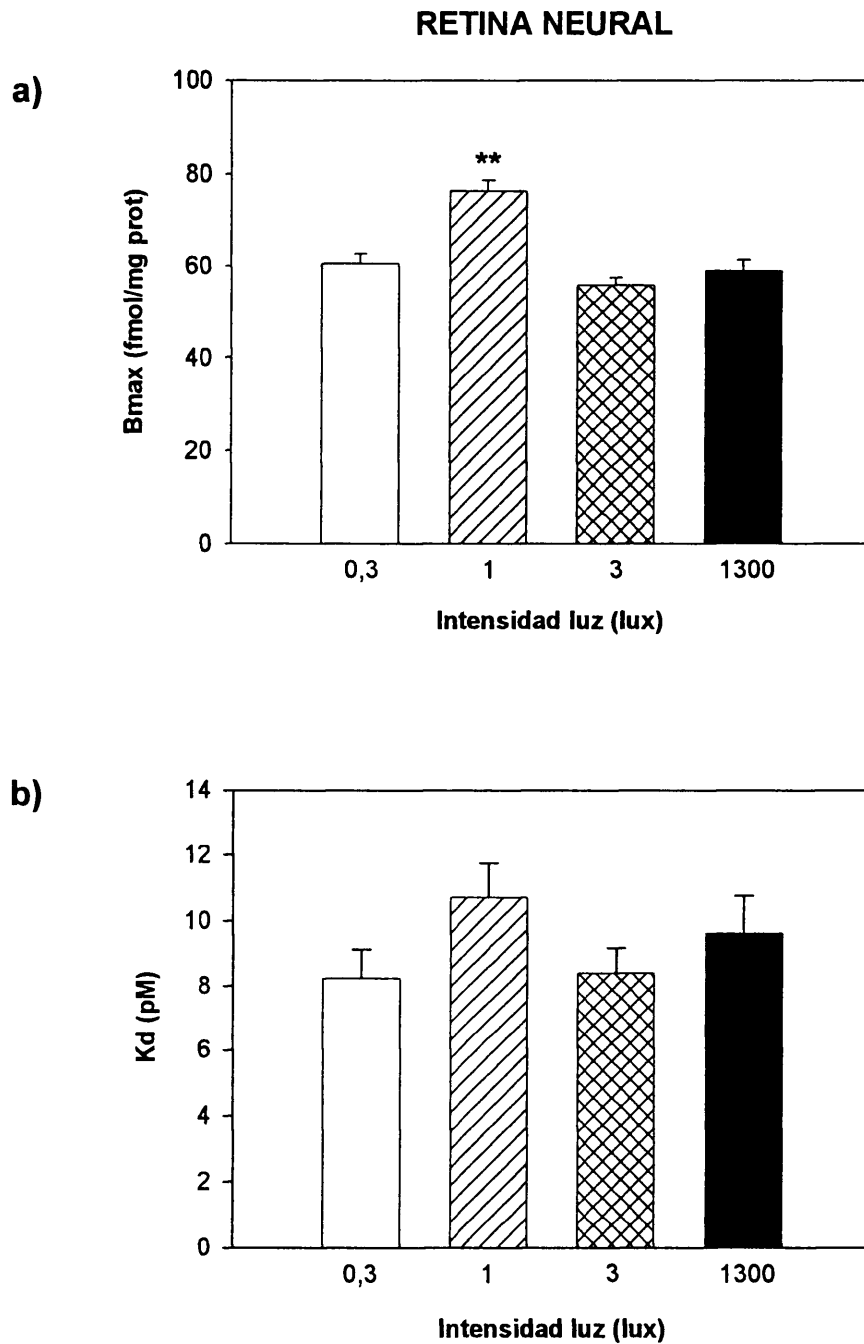 RETINA NEURAL
a)
100
80
60
40
20
0
Bmax (fmol/mg prot)
**
0,3 1 3 1300
Intensidad luz (lux)
b)
14
12
10
8
6
4
2
0
Kd (pM)
0,3 1 3 1300
Intensidad luz (lux)